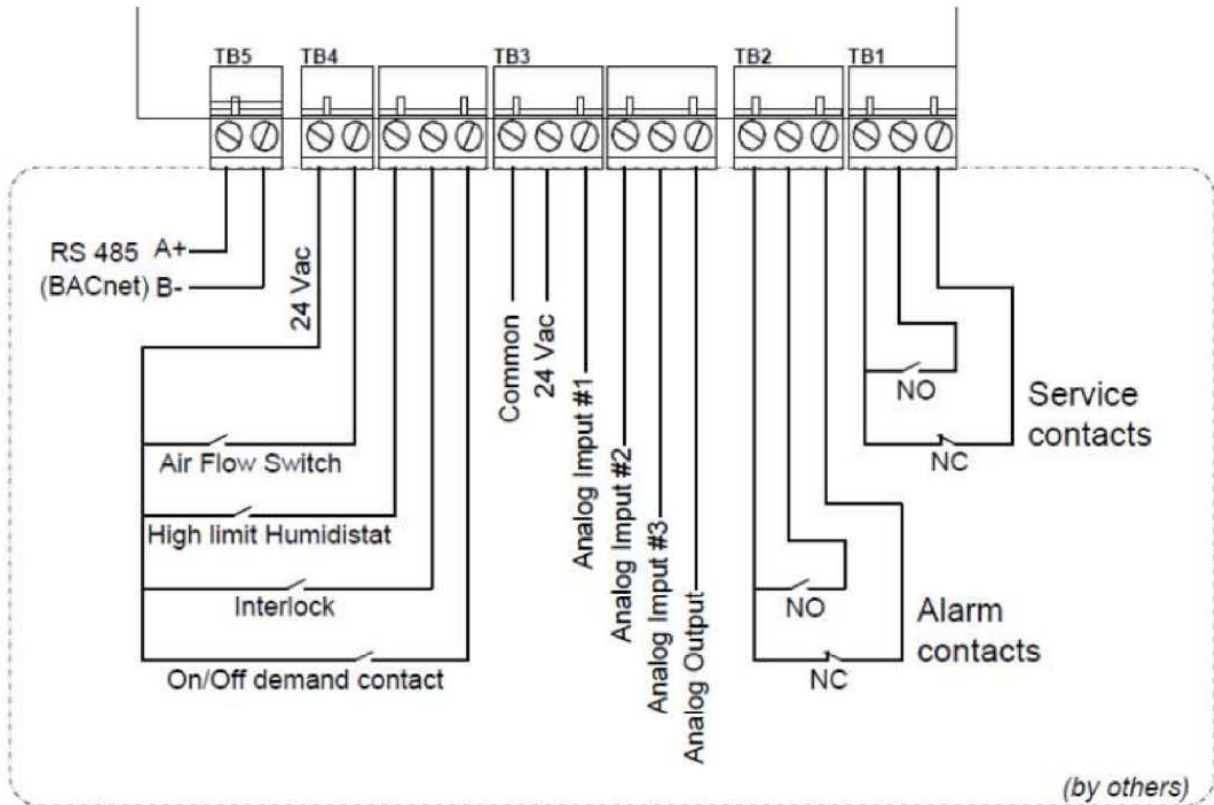 TB5
TB4
TB3
TB2
TB1
RS 485 A+
(BACnet) B-
24 Vac
Air Flow Switch
High limit Humidistat
Interlock
On/Off demand contact
Common
24 Vac
Analog Input #1
Analog Imput #2
Analog Imput #3
Analog Output
NO
NC
Service
contacts
NO
NC
Alarm
contacts
(by others)